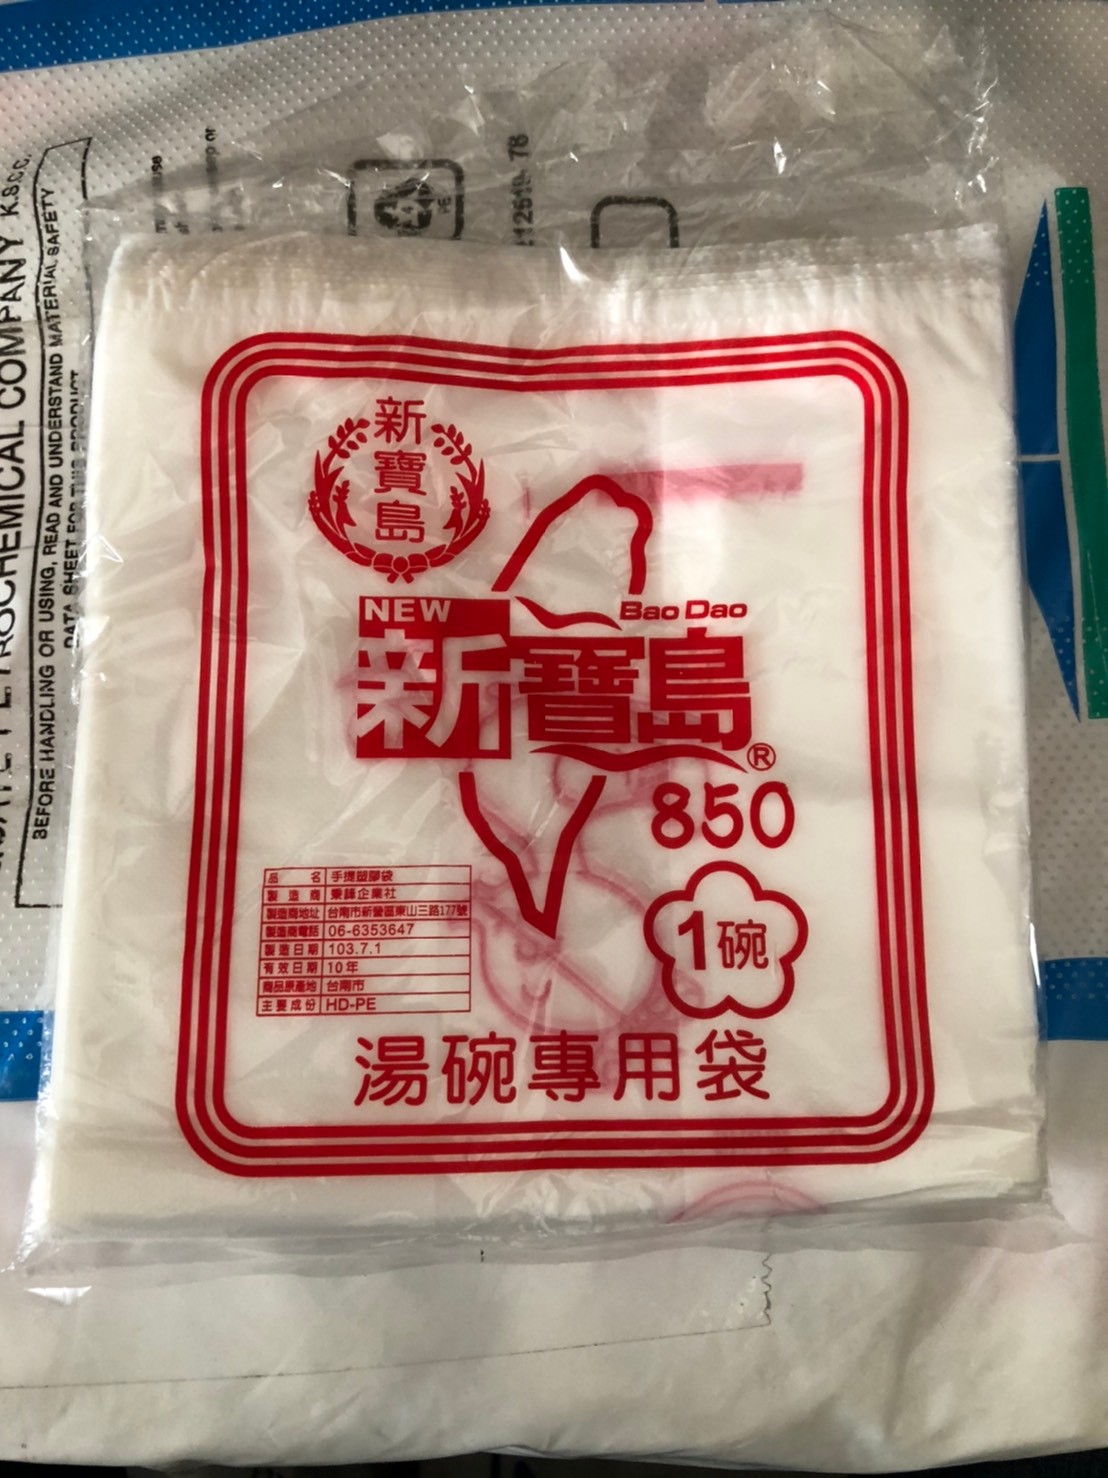 新
寶
島
NEW
Bao Dao
新寶島®
850
1碗
品名 手提塑膠袋
製造商 秉鋒企業社
製造商地址 台南市新營區東山三路177號
製造商電話 06-6353647
製造日期 103.7.1
有效日期 10年
商品原產地 台南市
主要成份 HD-PE
湯碗專用袋
PE
CHEMICAL COMPANY K.S.C.C.
BEFORE HANDLING OR USING, READ AND UNDERSTAND MATERIAL SAFETY
DATA SHEET FOR THIS PRODUCT